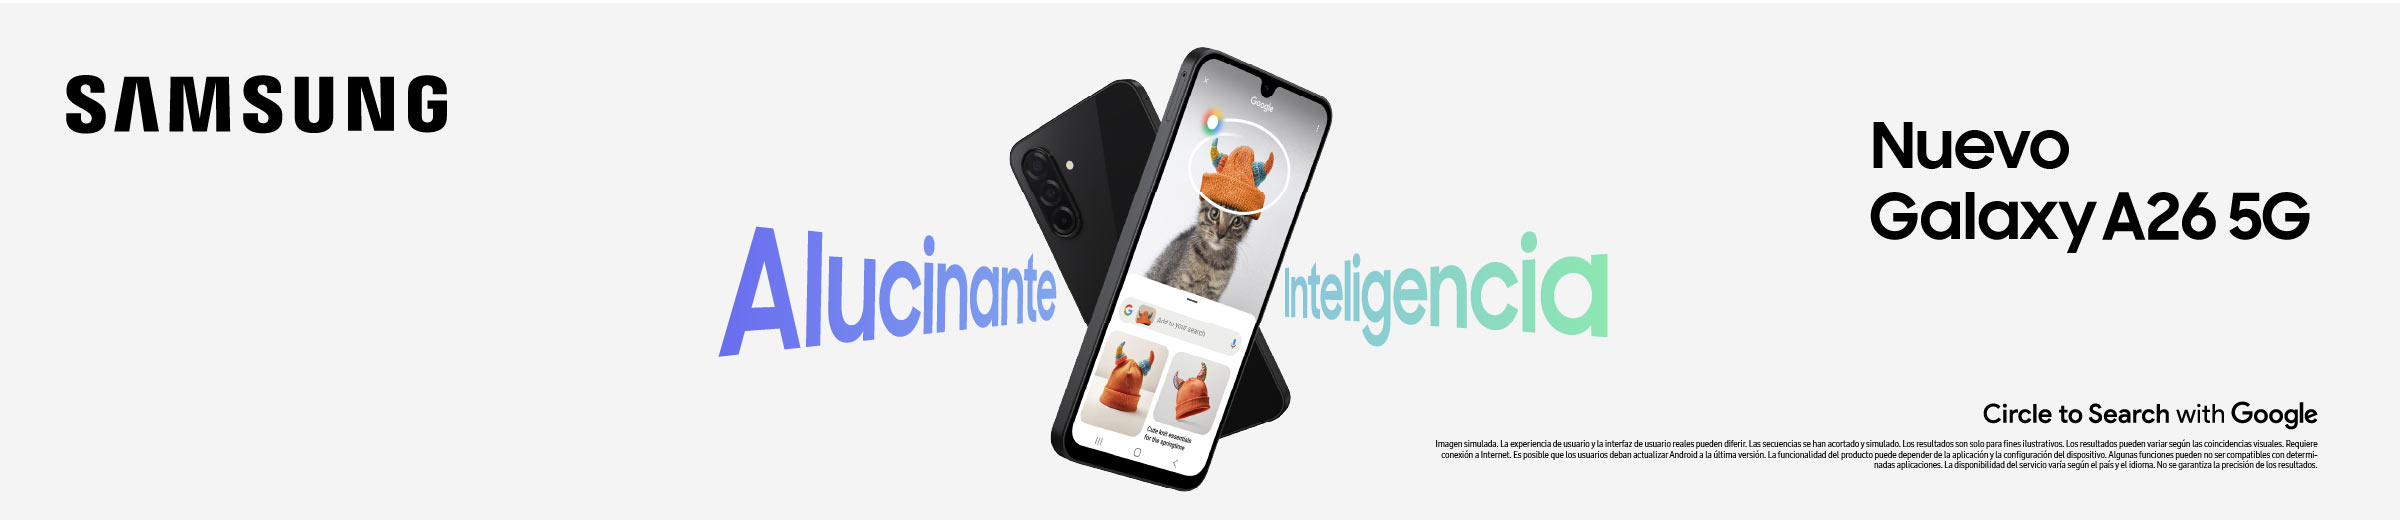 SAMSUNG
Alucinante
Inteligencia
Google
Add to your search
Cute knit essentials
for the springtime
Nuevo
Galaxy A26 5G
Circle to Search with Google
Imagen simulada. La experiencia de usuario y la interfaz de usuario reales pueden diferir. Las secuencias se han acortado y simulado. Los resultados son solo para fines ilustrativos. Los resultados pueden variar según las coincidencias visuales. Requiere
conexión a Internet. Es posible que los usuarios deban actualizar Android a la última versión. La funcionalidad del producto puede depender de la aplicación y la configuración del dispositivo. Algunas funciones pueden no ser compatibles con determi-
nadas aplicaciones. La disponibilidad del servicio varía según el país y el idioma. No se garantiza la precisión de los resultados.